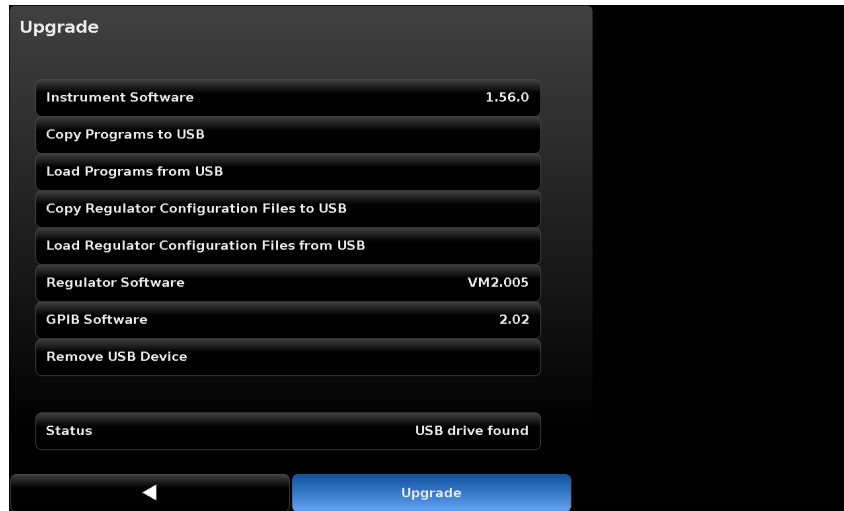 Upgrade
Instrument Software 1.56.0
Copy Programs to USB
Load Programs from USB
Copy Regulator Configuration Files to USB
Load Regulator Configuration Files from USB
Regulator Software VM2.005
GPIB Software 2.02
Remove USB Device
Status USB drive found
Upgrade